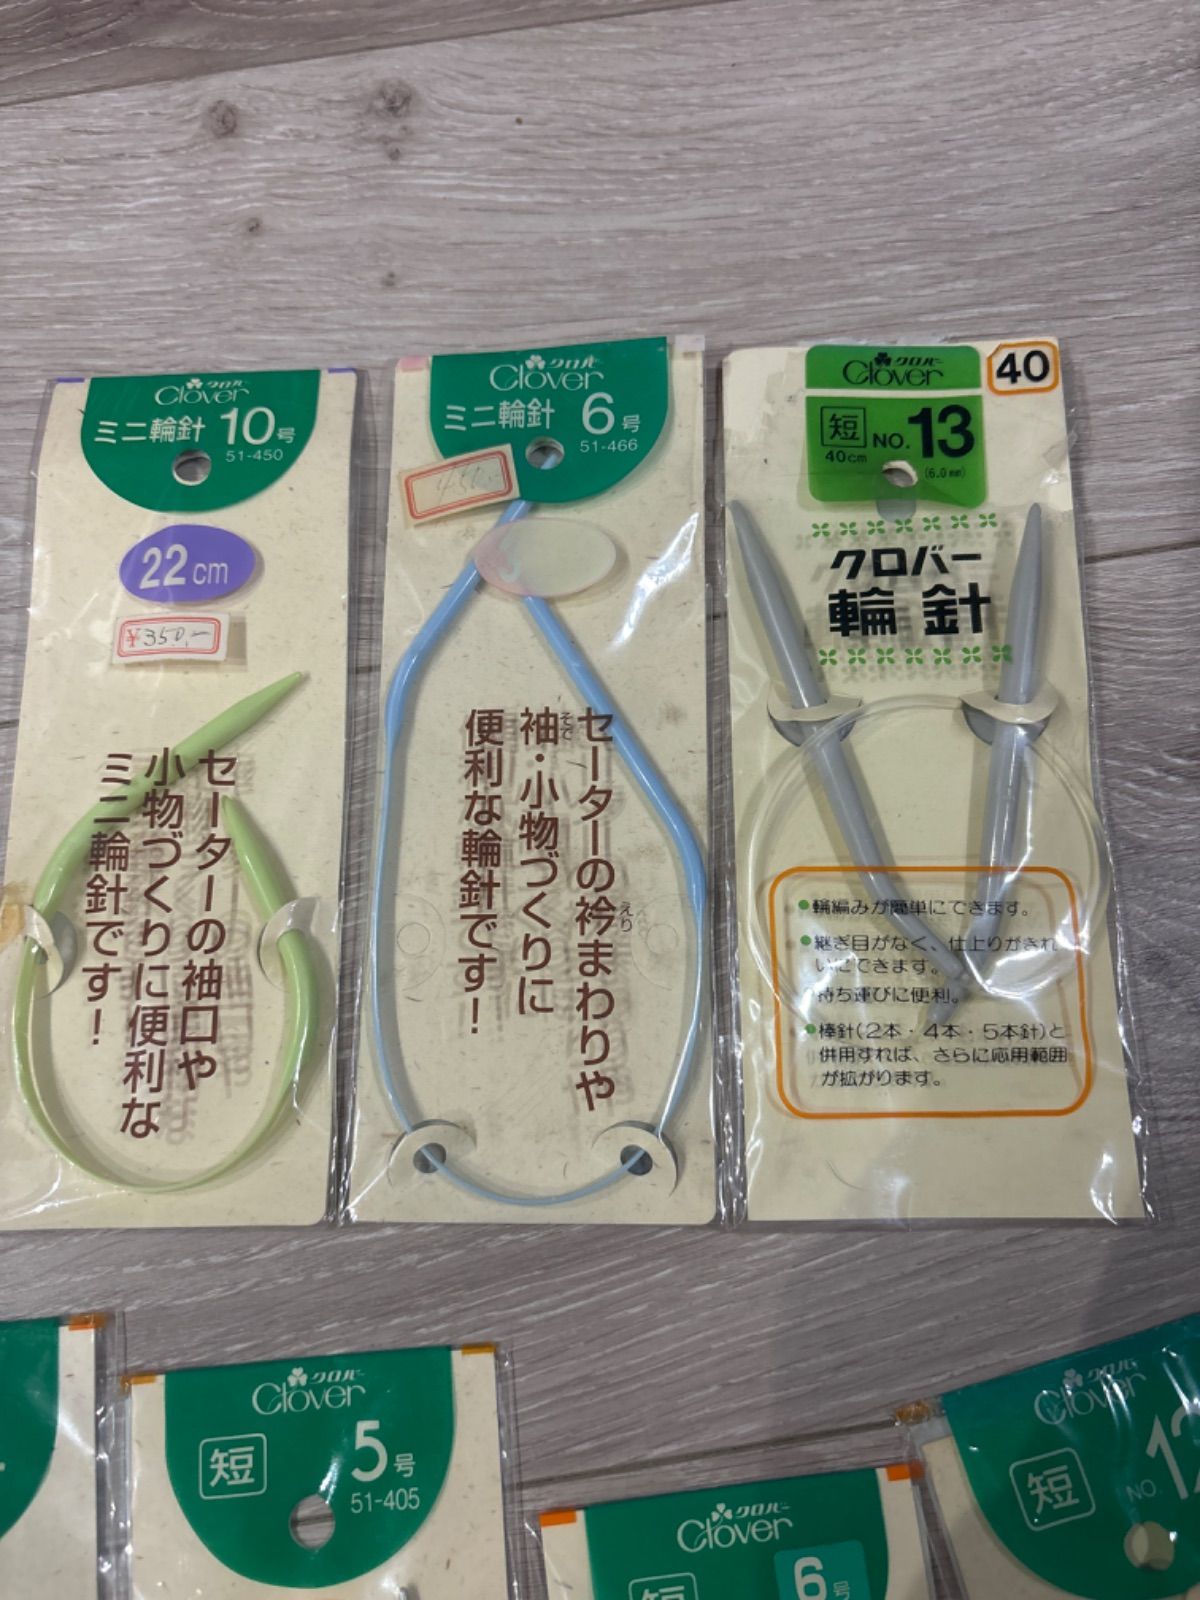 クロバー
Clover
ミニ輪針 10号
51-450
22cm
¥350.-
セーターの袖口や
小物づくりに便利な
ミニ輪針です！
クロバー
Clover
ミニ輪針 6号
51-466
450.-
セーターの衿まわりや
えり
袖・小物づくりに
そで
便利な輪針です！
クロバー
Clover
40
短 NO.13
40cm (6.0mm)
クロバー
輪針
●輪編みが簡単にできます。
●継ぎ目がなく、仕上りがきれ
いにできます。
持ち運びに便利。
●棒針(2本・4本・5本針)と
併用すれば、さらに応用範囲
が拡がります。
クロバー
Clover
短 5号
51-405
クロバー
Clover
短 6号
クロバー
Clover
短 NO.